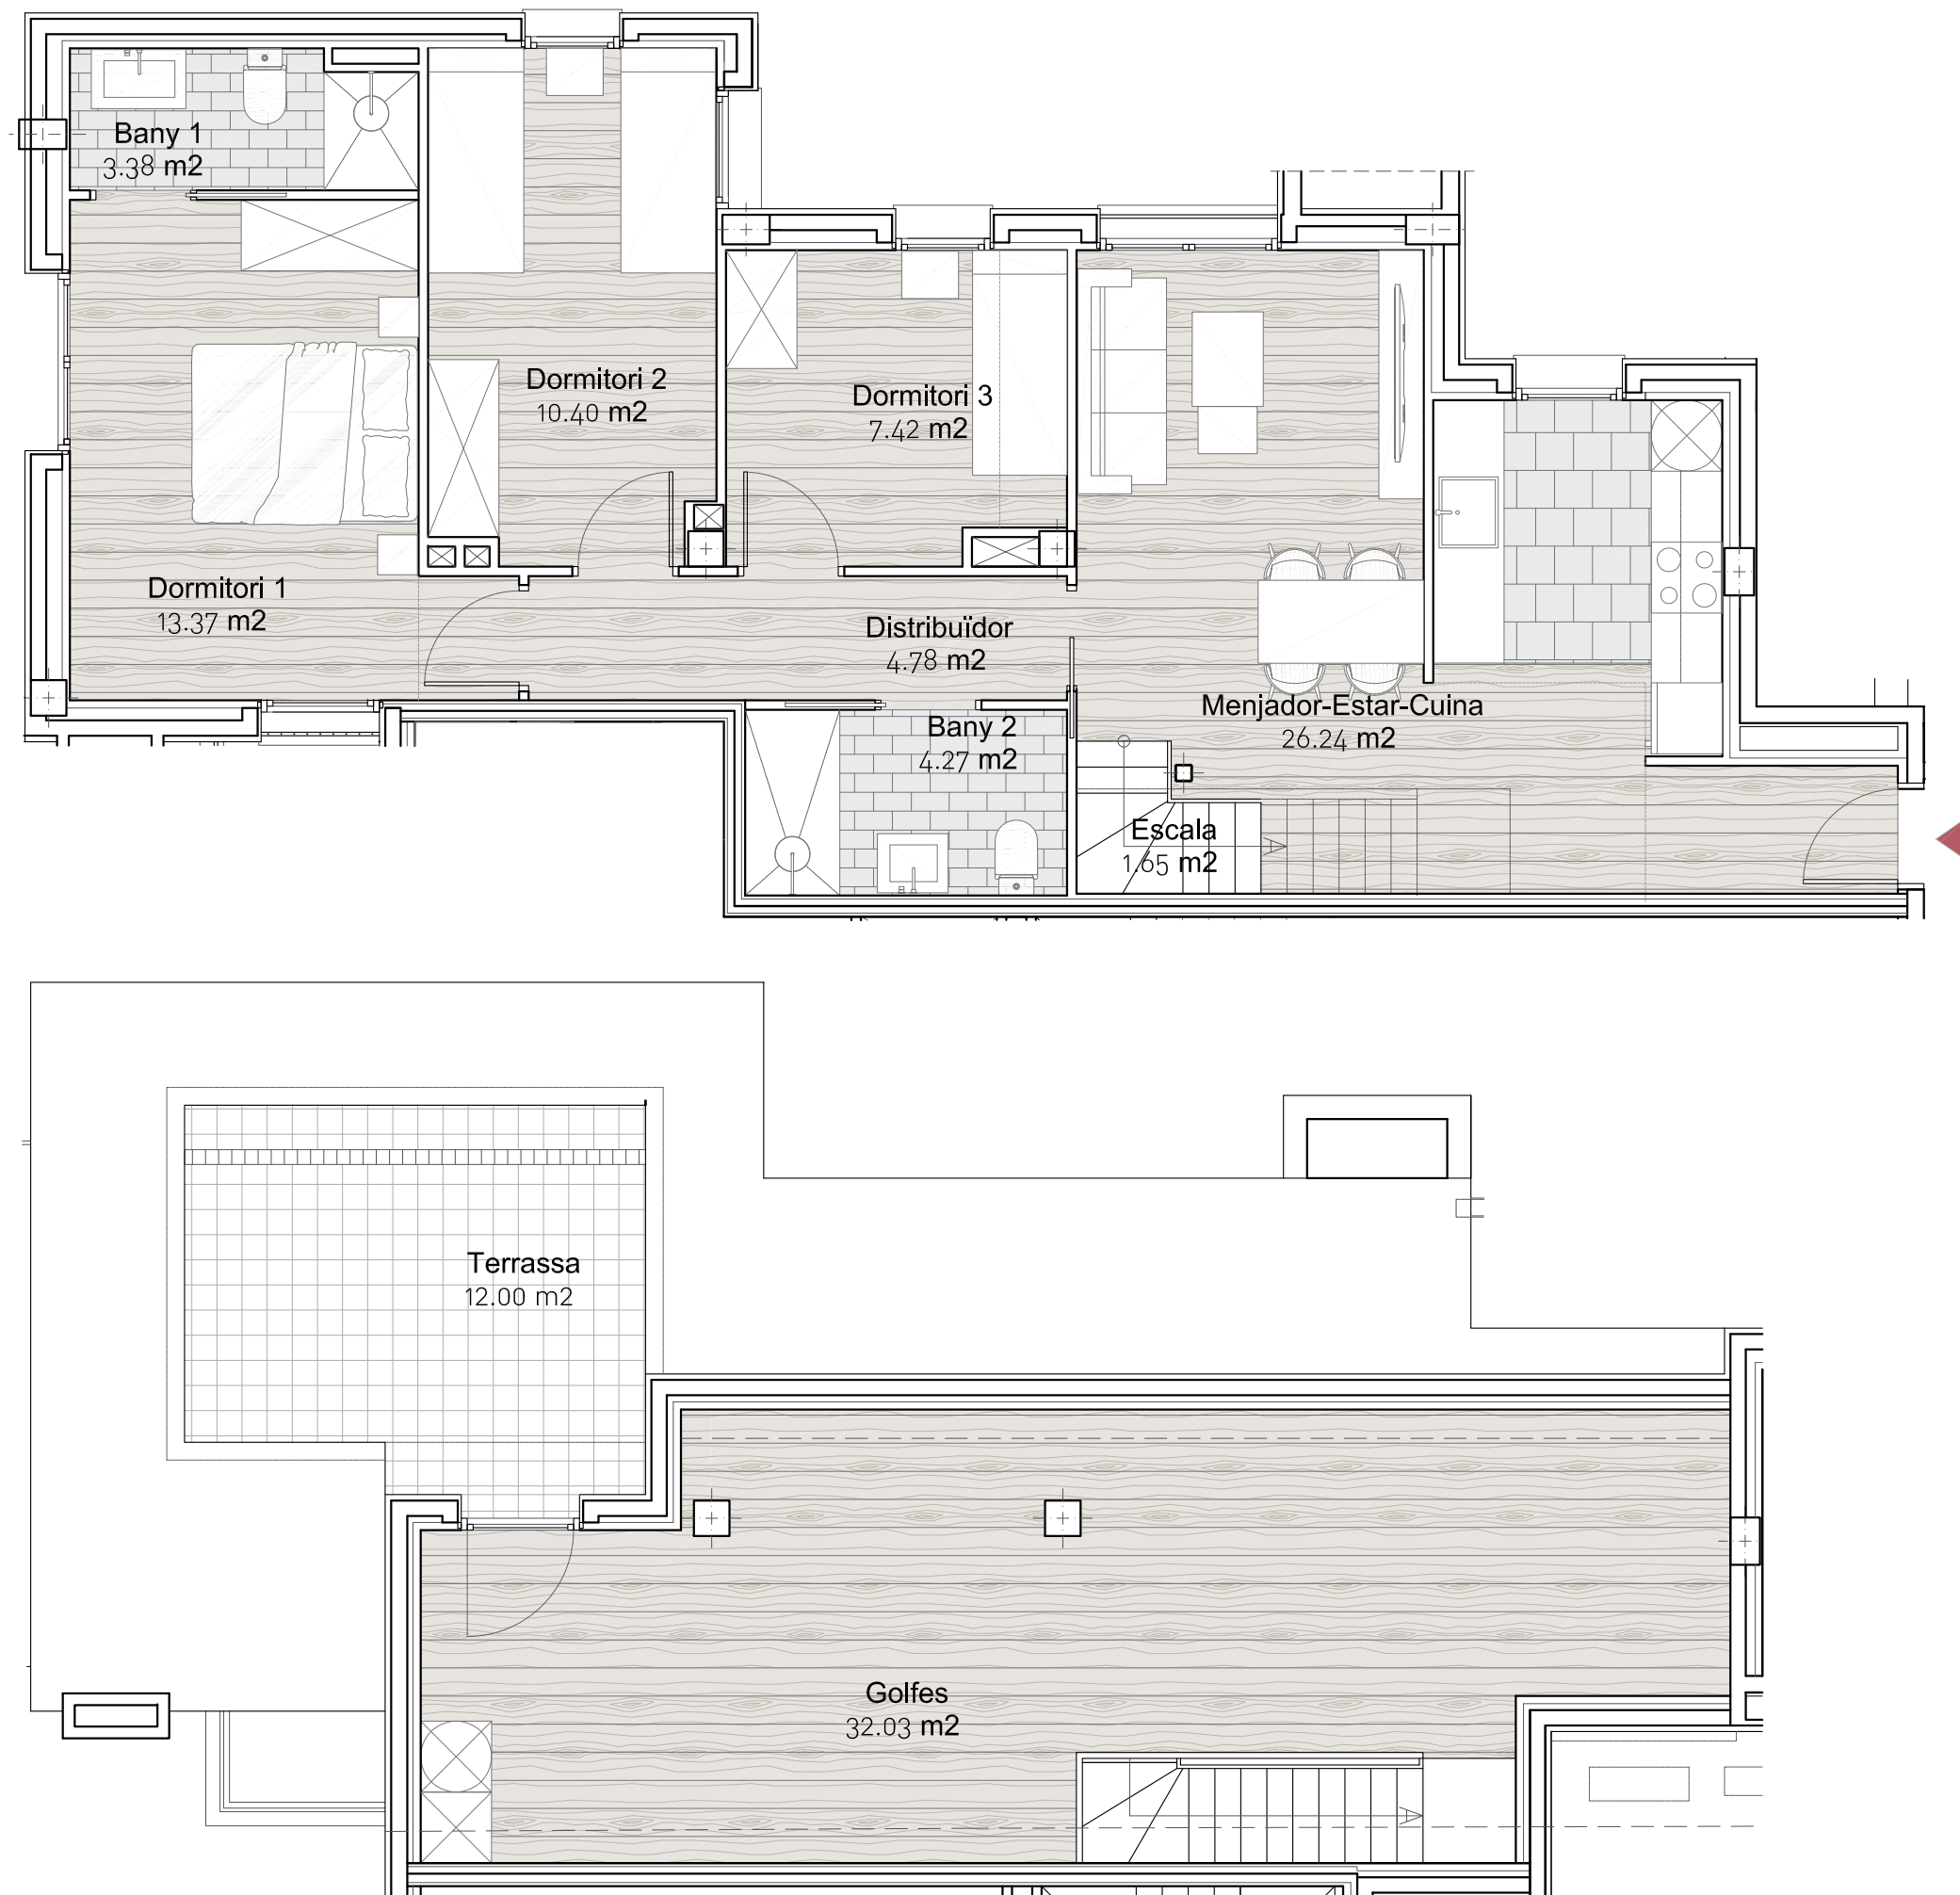 Bany 1
3.38 m2
Dormitori 2
10.40 m2
Dormitori 3
7.42 m2
Dormitori 1
13.37 m2
Distribuïdor
4.78 m2
Menjador-Estar-Cuina
26.24 m2
Bany 2
4.27 m2
Escala
1.65 m2
A
Terrassa
12.00 m2
Golfes
32.03 m2
A